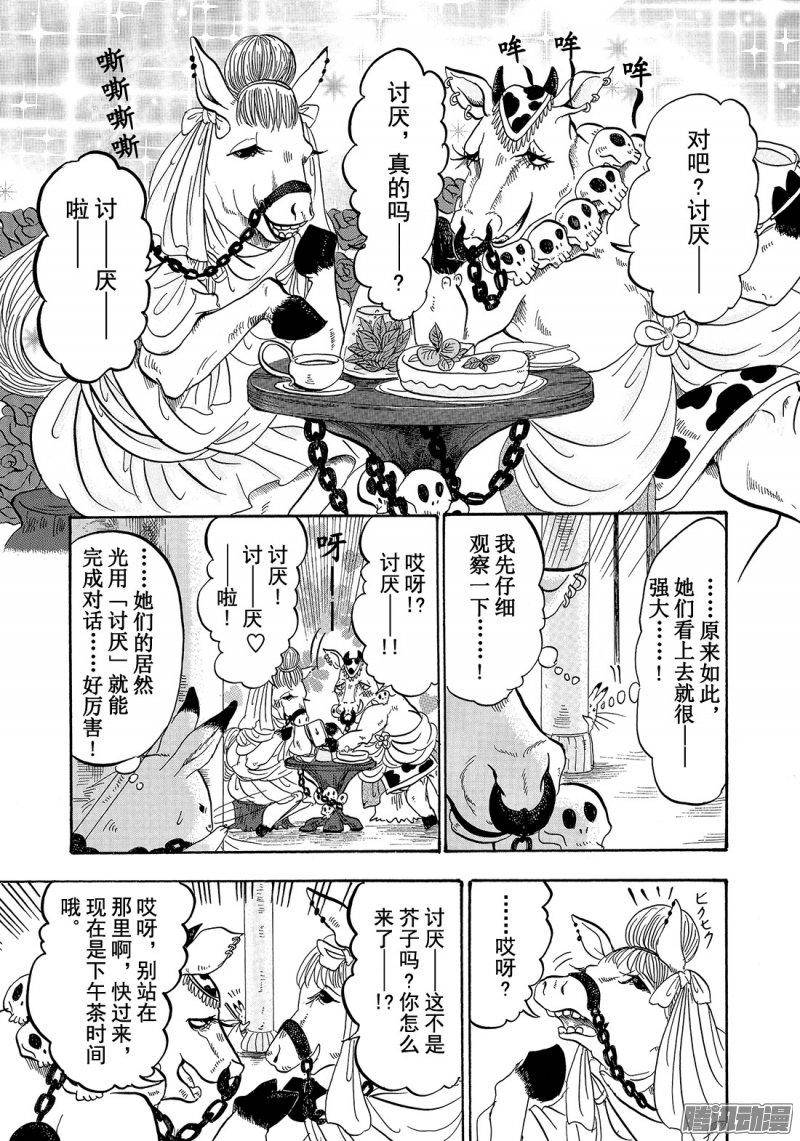 对吧？讨厌——
哞
哞
哞
讨厌，真的吗——？
嘶嘶嘶嘶
讨——厌——
啦——
……原来如此，
她们看上去就很——
强大——！
我先仔细
观察一下……！
哎呀！？
讨厌——！！
呀——
讨厌！
讨——厌♡
——啦！
……她们的居然
光用「讨厌」就能
完成对话……好厉害！
ヒクヒク
………哎呀？
讨厌——这不是
芥子吗？你怎么
来了——！？
哎呀，别站在
那里啊，快过来，
现在是下午茶时间
哦。
腾讯动漫